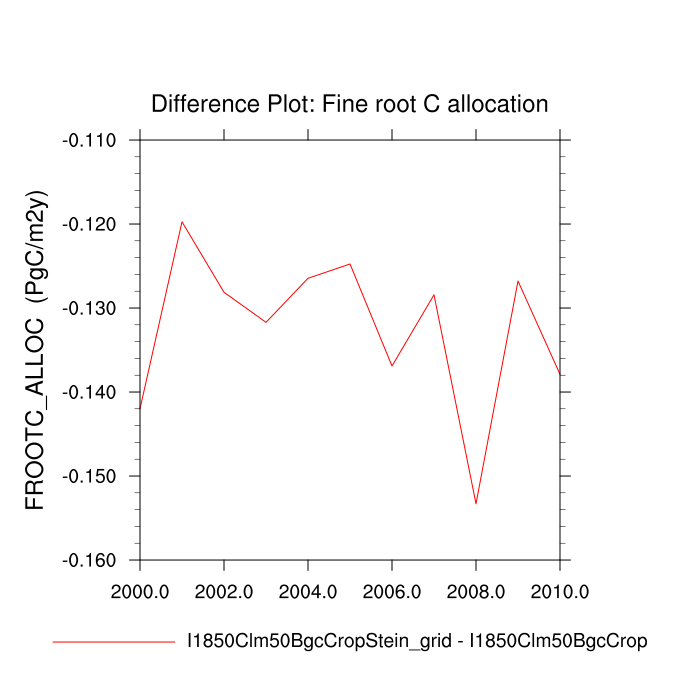 Difference Plot: Fine root C allocation
FROOTC_ALLOC (PgC/m2y)
-0.110
-0.120
-0.130
-0.140
-0.150
-0.160
2000.0 2002.0 2004.0 2006.0 2008.0 2010.0
I1850Clm50BgcCropStein_grid - I1850Clm50BgcCrop